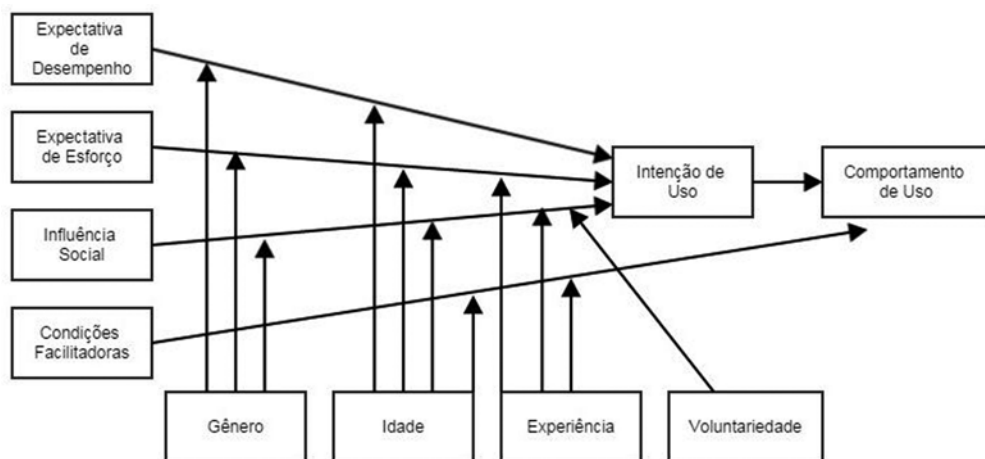 Expectativa
de
Desempenho
Expectativa
de Esforço
Influência
Social
Condições
Facilitadoras
Intenção de
Uso
Comportamento
de Uso
Gênero
Idade
Experiência
Voluntariedade